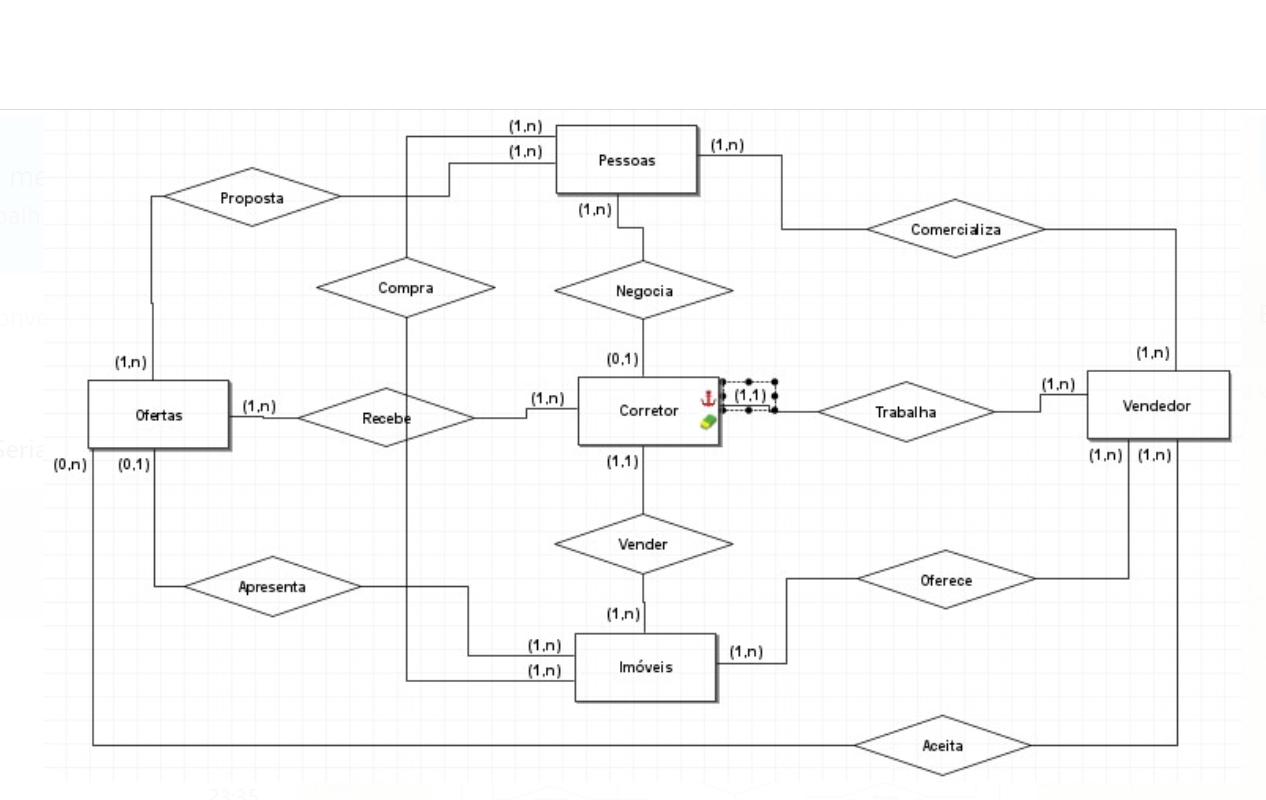 (1,n)
(1,n)
Pessoas
(1,n)
Proposta
(1,n)
Comercializa
Compra
Negocia
(1,n)
(0,1)
(1,n)
Ofertas
(1,n)
Recebe
(1,n)
Corretor
(1,1)
Trabalha
(1,n)
Vendedor
(0,n)
(0,1)
(1,1)
(1,n)
(1,n)
Vender
Apresenta
Oferece
(1,n)
(1,n)
(1,n)
Imóveis
(1,n)
Aceita
23:35